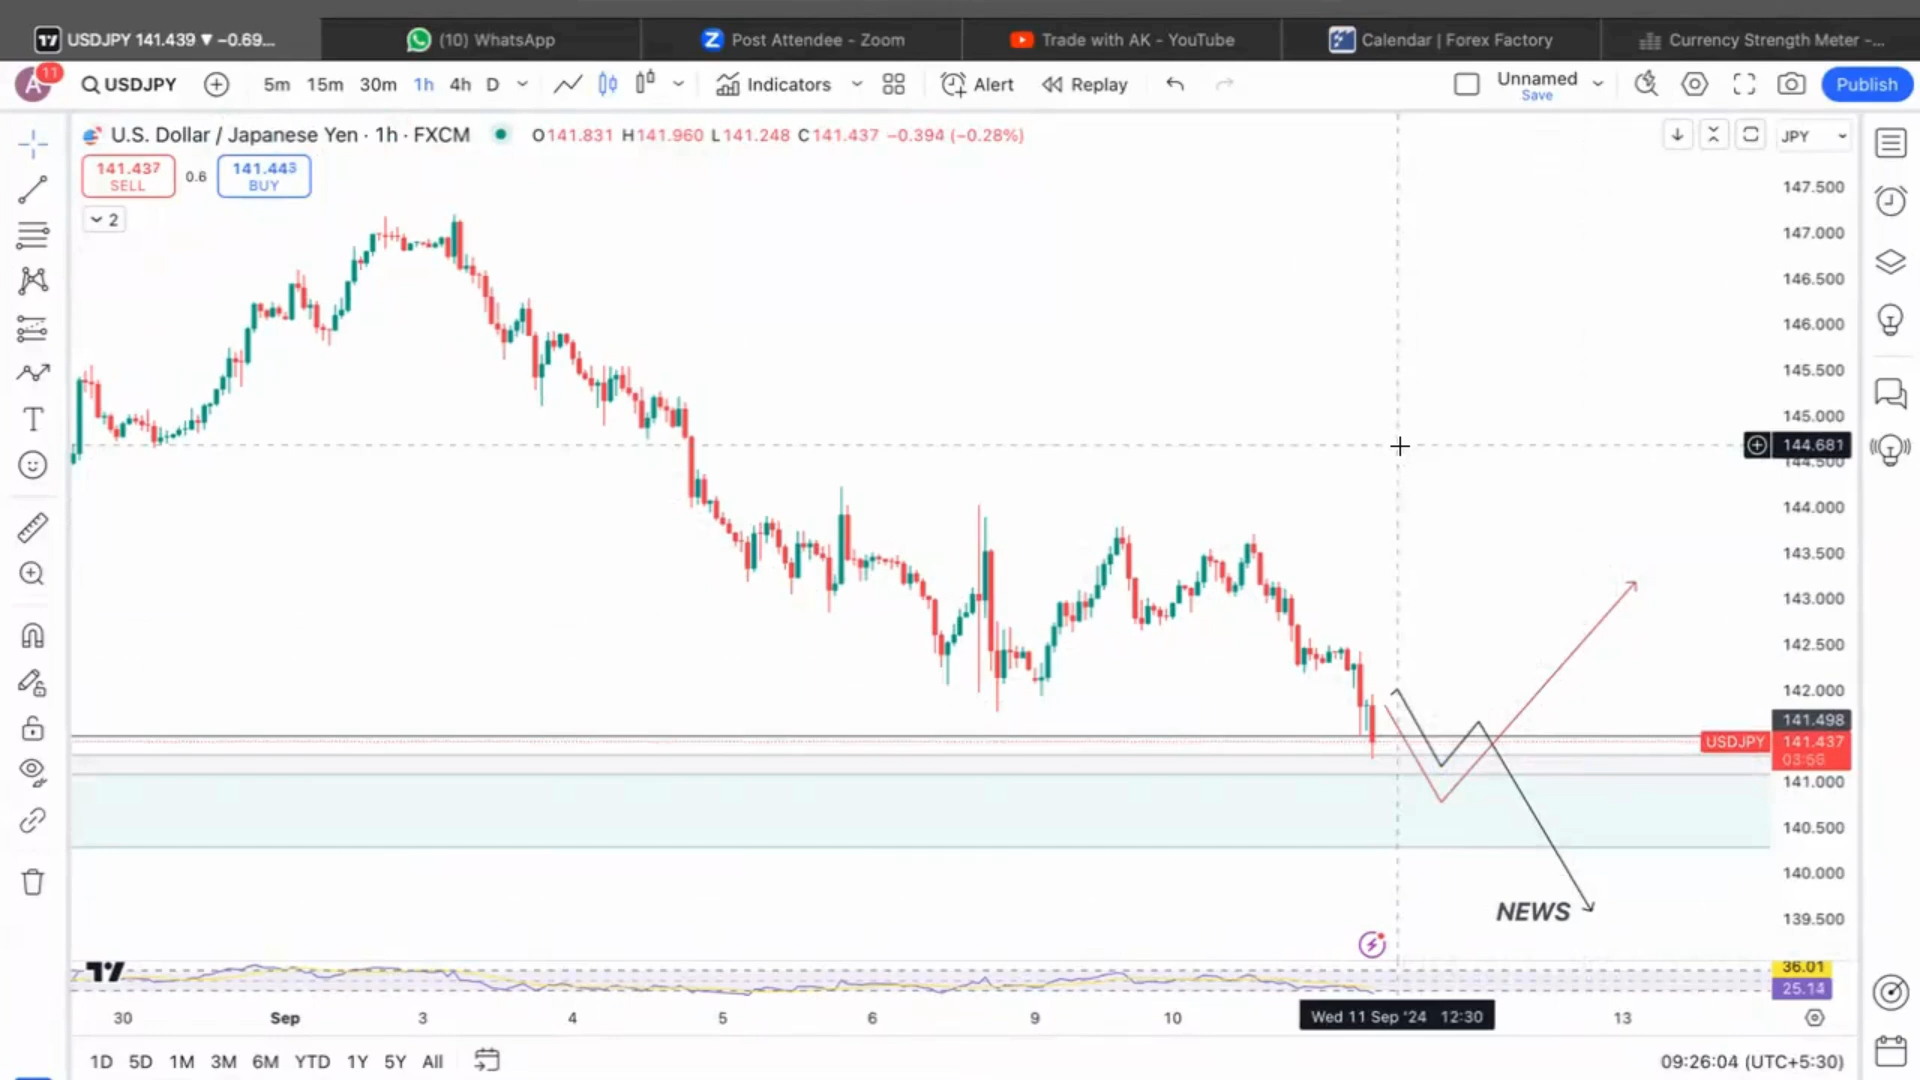 USDJPY 141.439 ▼ −0.69...
(10) WhatsApp
Post Attendee - Zoom
Trade with AK - YouTube
Calendar | Forex Factory
Currency Strength Meter -...
A 11
USDJPY
5m 15m 30m 1h 4h D
Indicators
Alert
Replay
Unnamed
Save
Publish
U.S. Dollar / Japanese Yen · 1h · FXCM
O141.831 H141.960 L141.248 C141.437 −0.394 (−0.28%)
JPY
141.437
SELL
0.6
141.443
BUY
2
147.500
147.000
146.500
146.000
145.500
145.000
144.681
144.500
144.000
143.500
143.000
142.500
142.000
141.498
USDJPY 141.437
03:56
141.000
140.500
140.000
139.500
NEWS
36.01
25.14
30 Sep 3 4 5 6 9 10 Wed 11 Sep '24 12:30 13
1D 5D 1M 3M 6M YTD 1Y 5Y All
09:26:04 (UTC+5:30)